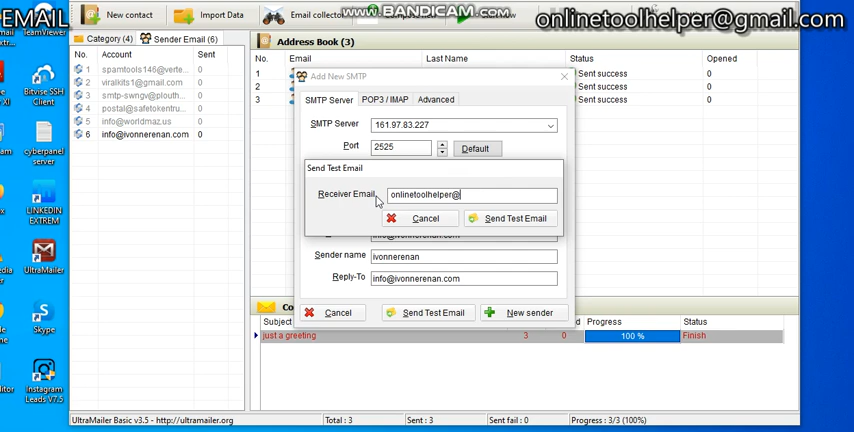 EMAIL
TeamViewer
New contact
Import Data
Email collector
WWW.BANDICAM.COM
onlinetoolhelper@gmail.com
Category (4)
Sender Email (6)
No.
Account
Sent
1 spamtools146@verte... 0
2 viralkits1@gmail.com 0
3 smtp-swngv@plouth... 0
4 postal@safetokentru... 0
5 info@worldmaz.us 0
6 info@ivonnerenan.com 0
Address Book (3)
No.
Email
Last Name
Status
Opened
1 Sent success 0
2 Sent success 0
3 Sent success 0
Add New SMTP
SMTP Server
POP3 / IMAP
Advanced
SMTP Server
161.97.83.227
Port
2525
Default
Send Test Email
Receiver Email
onlinetoolhelper@
Cancel
Send Test Email
info@ivonnerenan.com
Sender name
ivonnerenan
Reply-To
info@ivonnerenan.com
Cancel
Send Test Email
New sender
Subject
Progress
Status
just a greeting
3
0
100 %
Finish
Bitvise SSH
Client
cyberpanel
server
LINKEDIN
EXTREM
UltraMailer
Skype
Instagram
Leads V7.5
UltraMailer Basic v3.5 - http://ultramailer.org
Total : 3
Sent : 3
Sent fail : 0
Progress : 3/3 (100%)